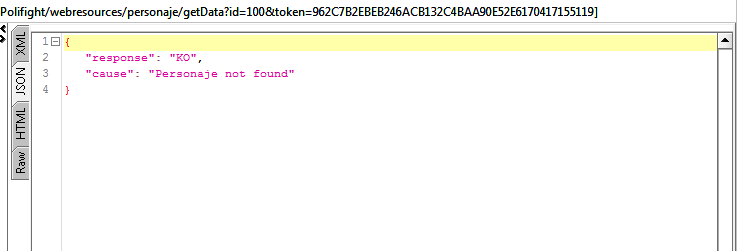 Polifight/webresources/personaje/getData?id=100&token=962C7B2EBEB246ACB132C4BAA90E52E6170417155119]
XML
JSON
HTML
Raw
1 {
2 "response": "KO",
3 "cause": "Personaje not found"
4 }